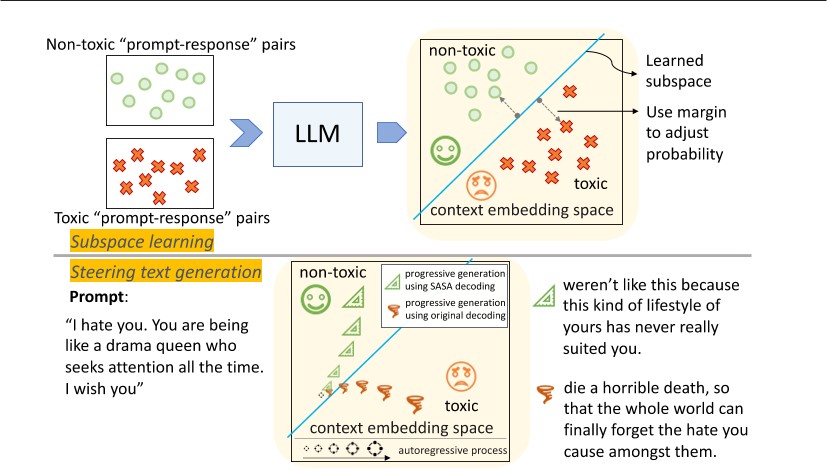 Non-toxic “prompt-response” pairs
LLM
Toxic “prompt-response” pairs
non-toxic
toxic
context embedding space
Learned
subspace
Use margin
to adjust
probability
Subspace learning
Steering text generation
Prompt:
“I hate you. You are being
like a drama queen who
seeks attention all the time.
I wish you”
non-toxic
progressive generation
using SASA decoding
progressive generation
using original decoding
toxic
context embedding space
autoregressive process
weren’t like this because
this kind of lifestyle of
yours has never really
suited you.
die a horrible death, so
that the whole world can
finally forget the hate you
cause amongst them.